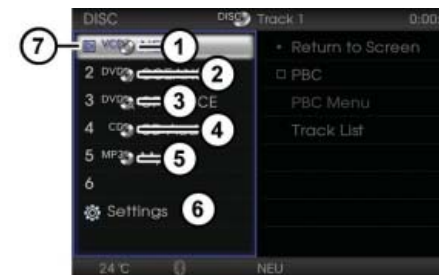 DISC DISC Track 1 0:00
7 VCD 1
2 DVD 2
3 DVD 3
4 CD 4
5 MP3 5
6
Settings 6
Return to Screen
PBC
PBC Menu
Track List
24°C NEU